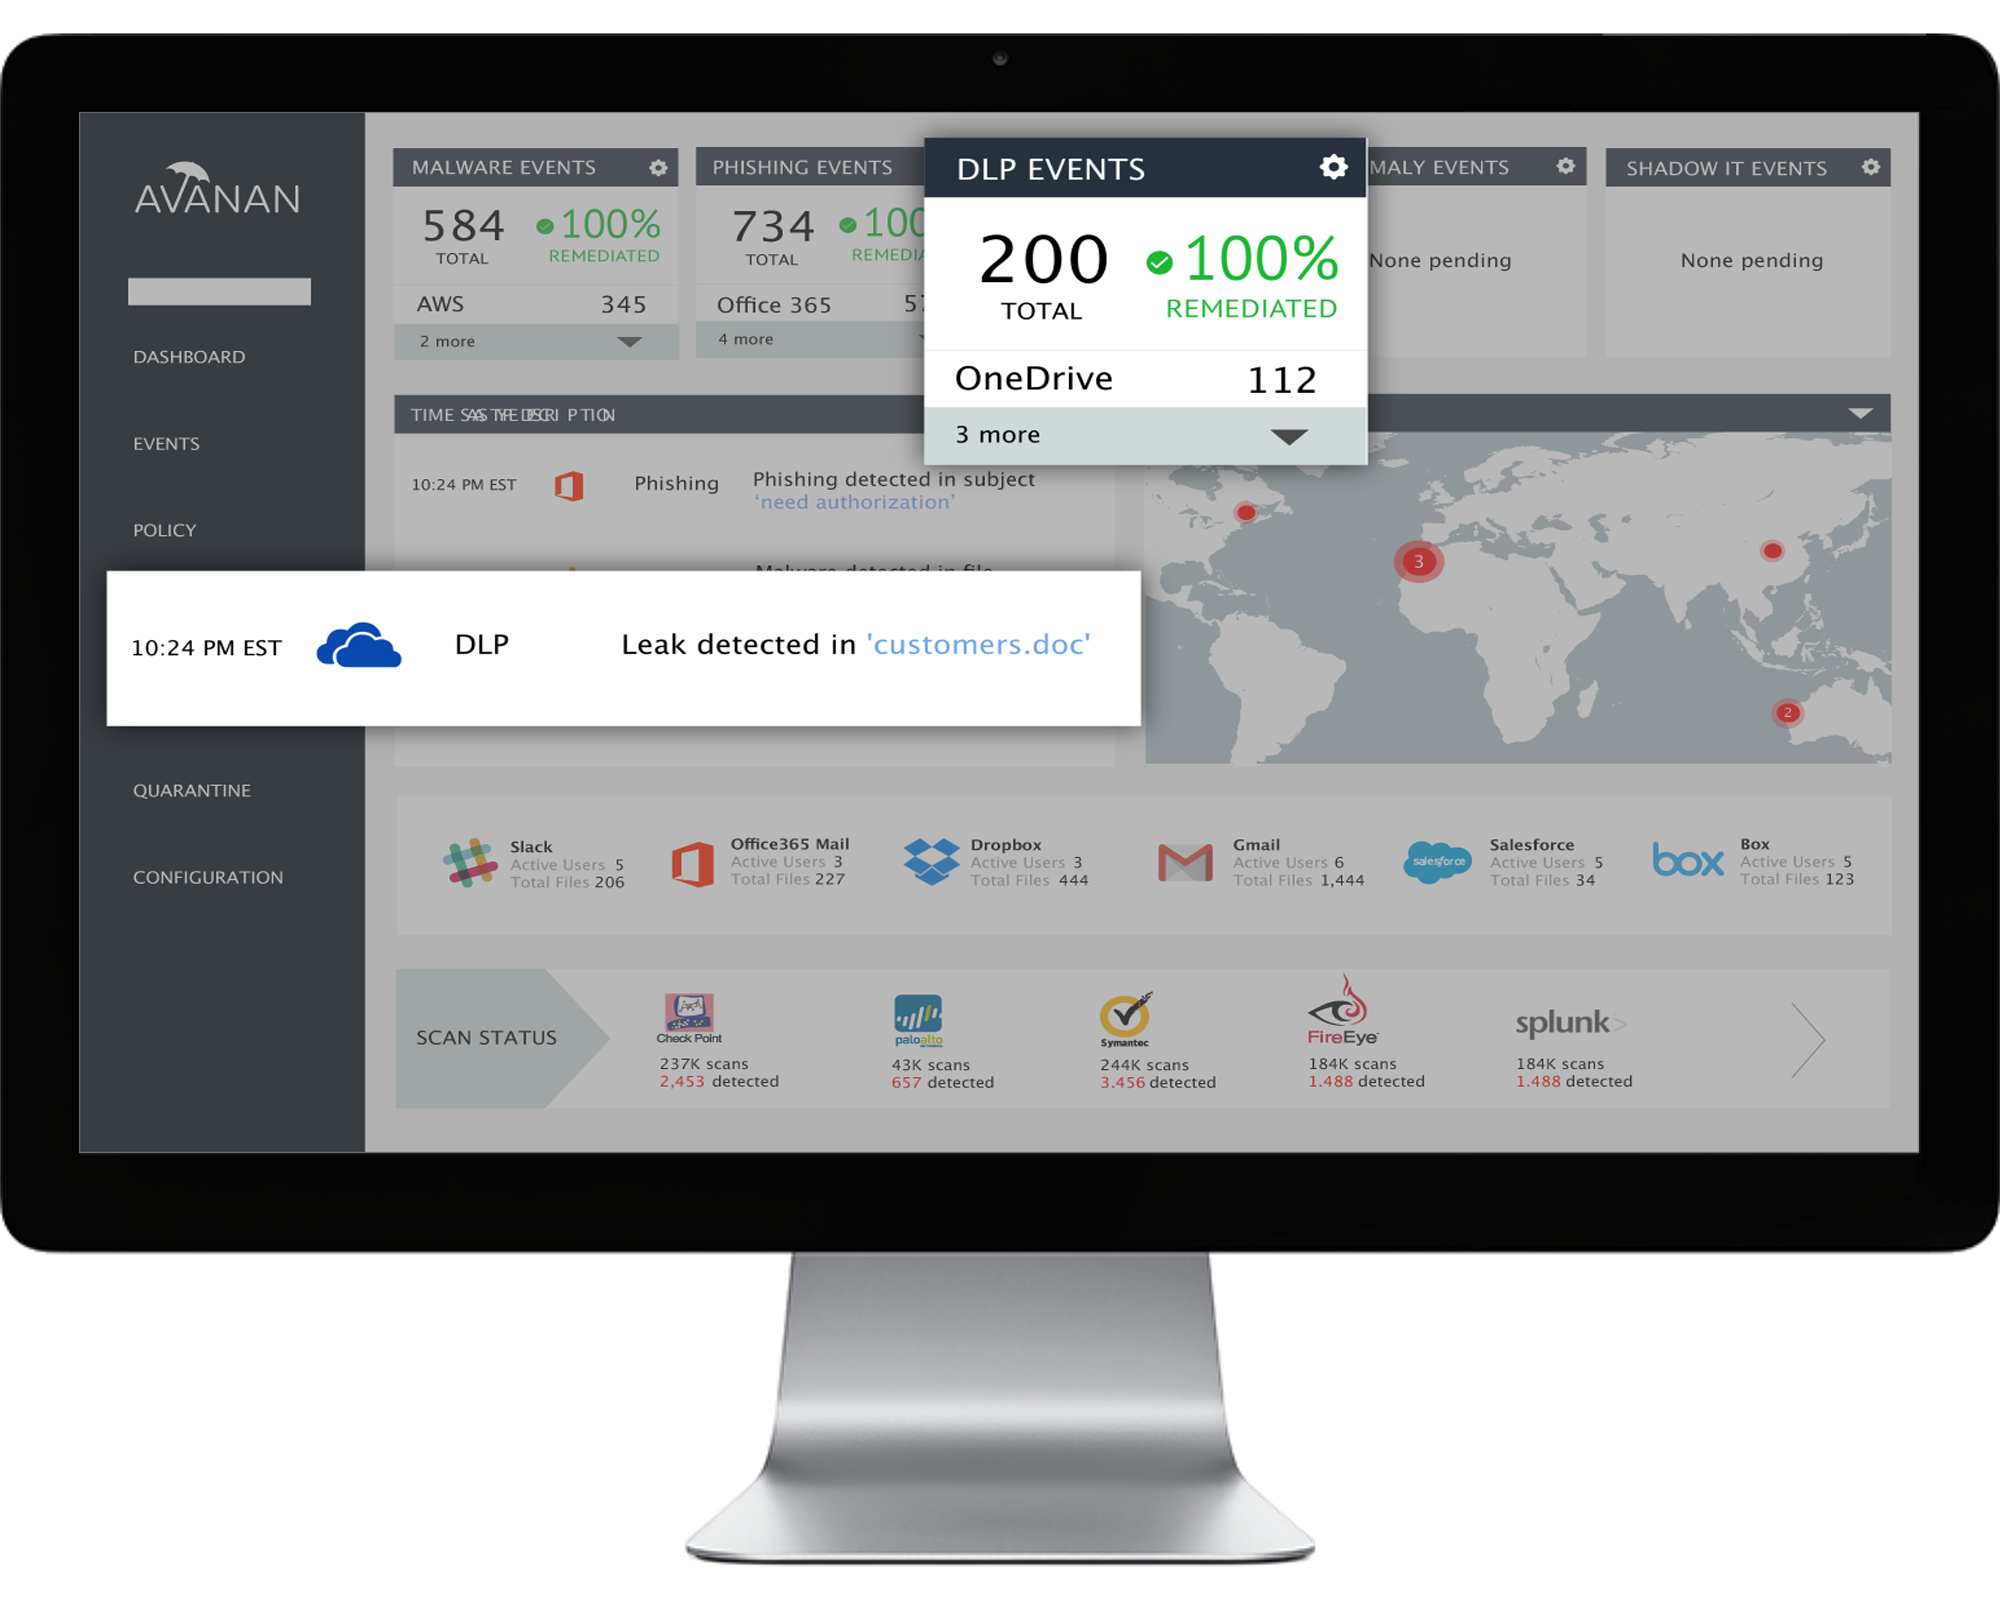 AVANAN
DASHBOARD
EVENTS
POLICY
QUARANTINE
CONFIGURATION
MALWARE EVENTS
584
TOTAL
100%
REMEDIATED
AWS 345
2 more
PHISHING EVENTS
734
TOTAL
100
REMEDIA
Office 365 57
4 more
DLP EVENTS
200
TOTAL
100%
REMEDIATED
OneDrive 112
3 more
MALY EVENTS
None pending
SHADOW IT EVENTS
None pending
TIME
10:24 PM EST Phishing Phishing detected in subject
'need authorization'
Malware detected in file
10:24 PM EST DLP Leak detected in 'customers.doc'
3
2
Slack
Active Users 5
Total Files 206
Office365 Mail
Active Users 3
Total Files 227
Dropbox
Active Users 3
Total Files 444
Gmail
Active Users 6
Total Files 1,444
salesforce
Salesforce
Active Users 5
Total Files 34
box
Box
Active Users 5
Total Files 123
SCAN STATUS
Check Point
237K scans
2,453 detected
paloalto
43K scans
657 detected
Symantec
244K scans
3.456 detected
FireEye
184K scans
1.488 detected
splunk>
184K scans
1.488 detected